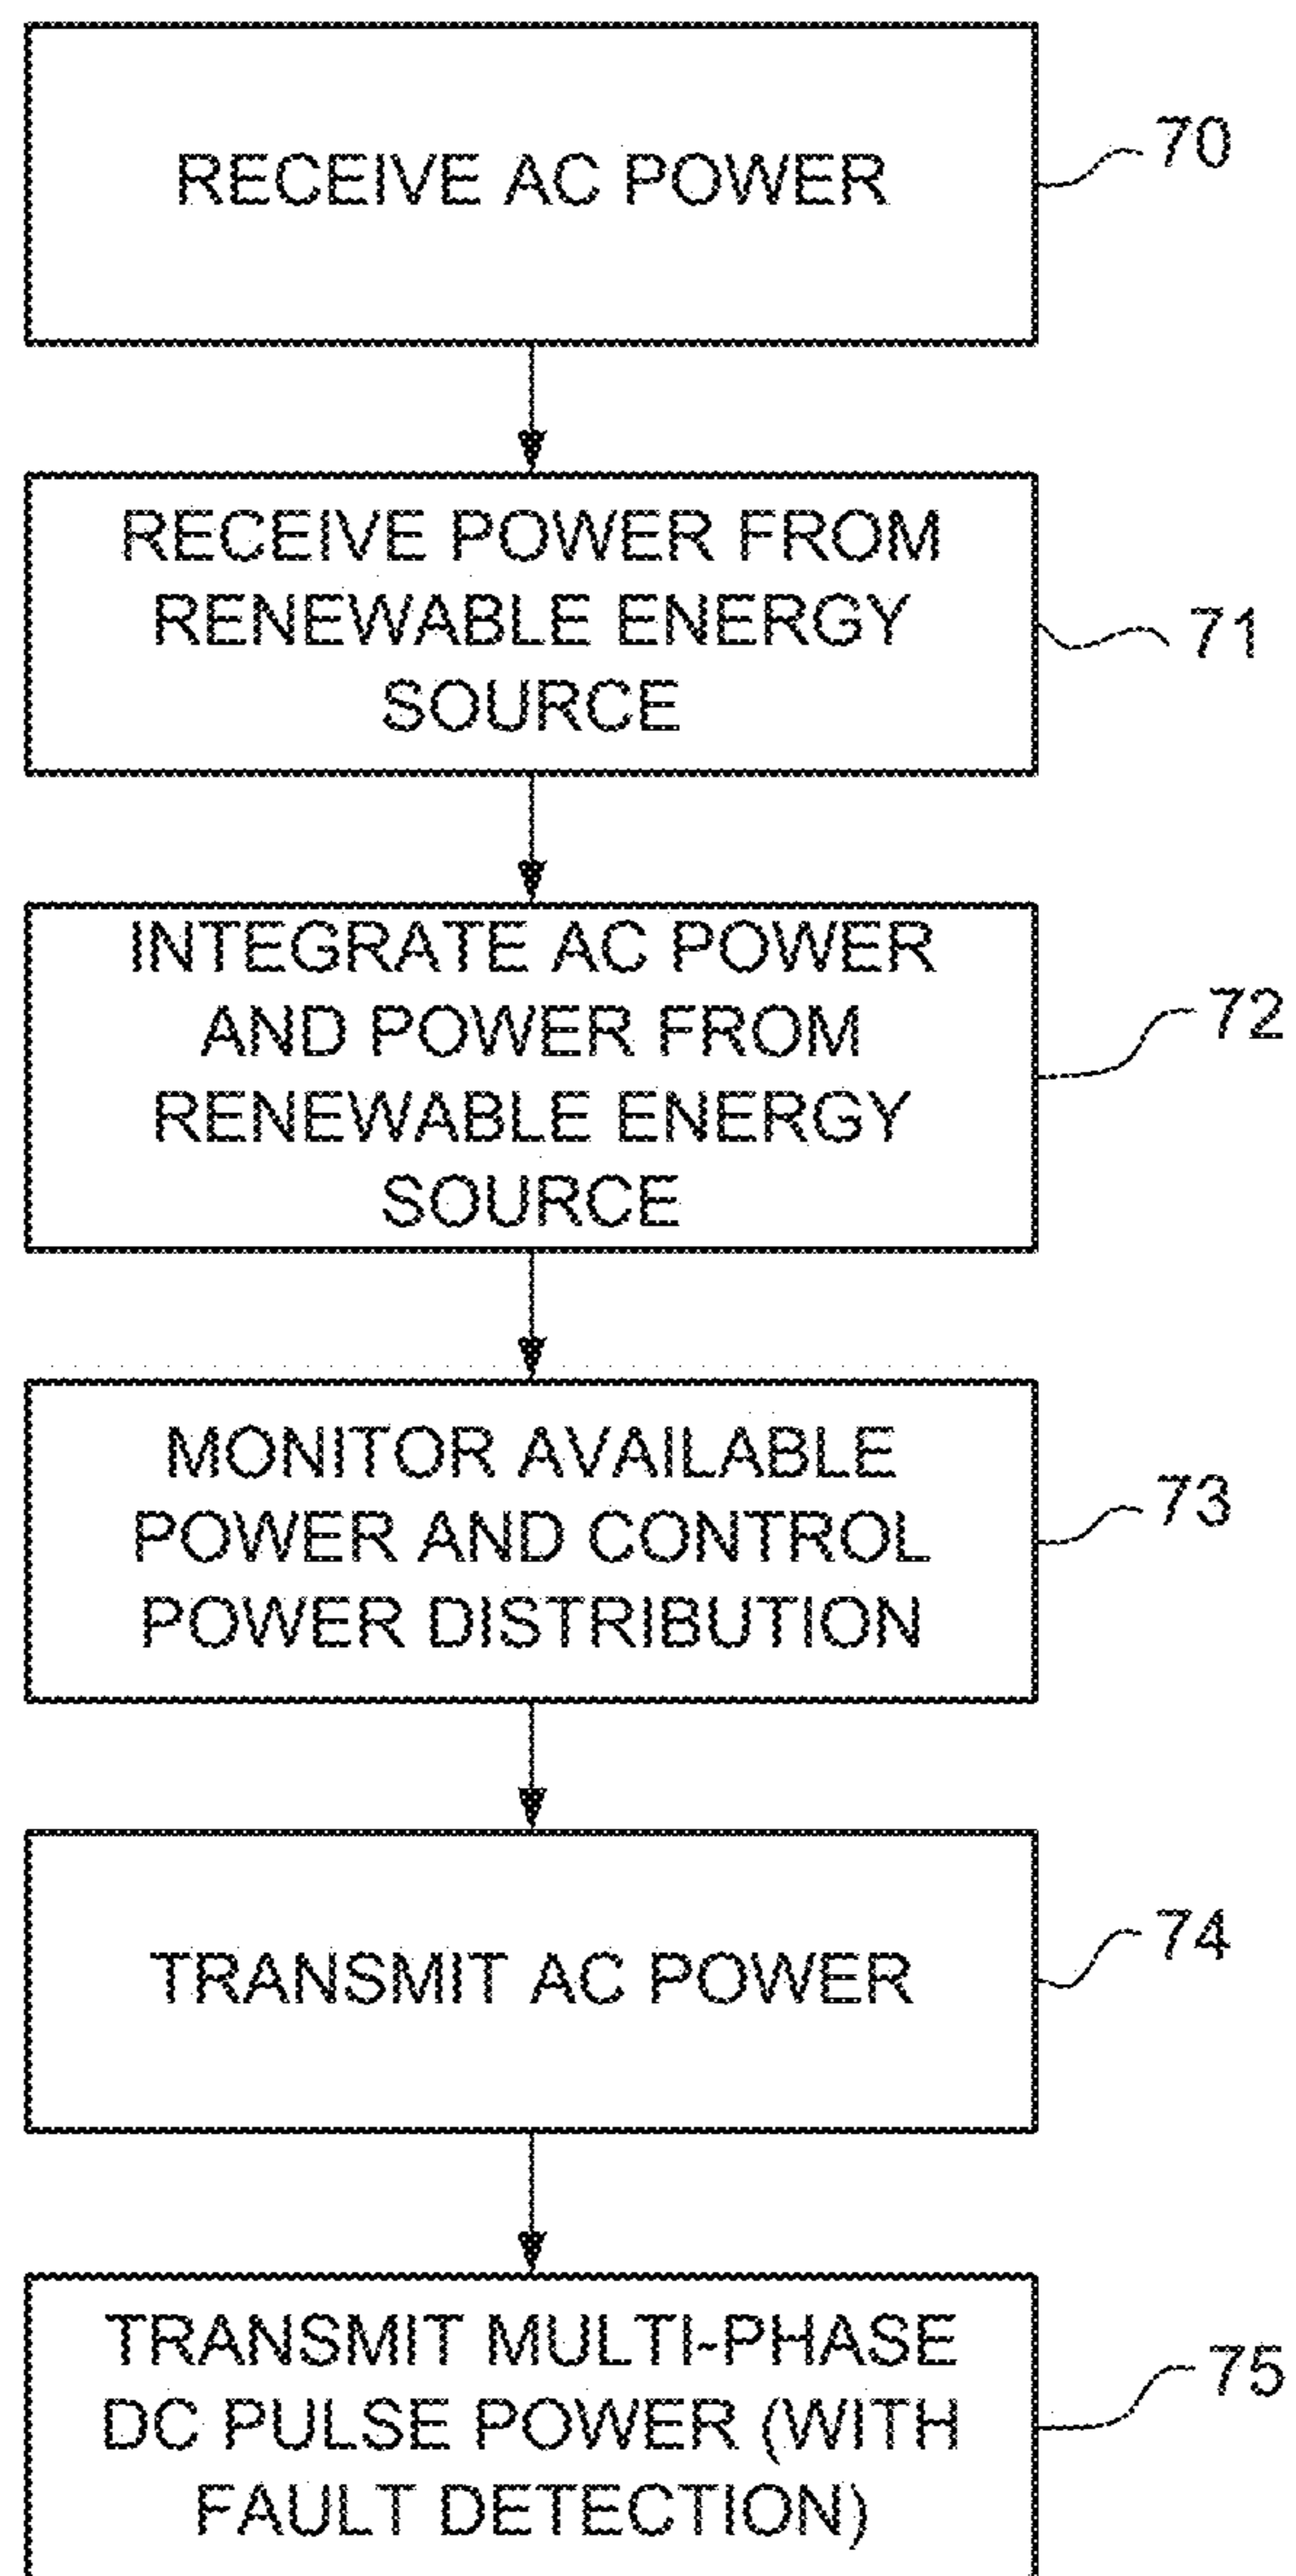 RECEIVE AC POWER
70
RECEIVE POWER FROM
RENEWABLE ENERGY
SOURCE
71
INTEGRATE AC POWER
AND POWER FROM
RENEWABLE ENERGY
SOURCE
72
MONITOR AVAILABLE
POWER AND CONTROL
POWER DISTRIBUTION
73
TRANSMIT AC POWER
74
TRANSMIT MULTI-PHASE
DC PULSE POWER (WITH
FAULT DETECTION)
75